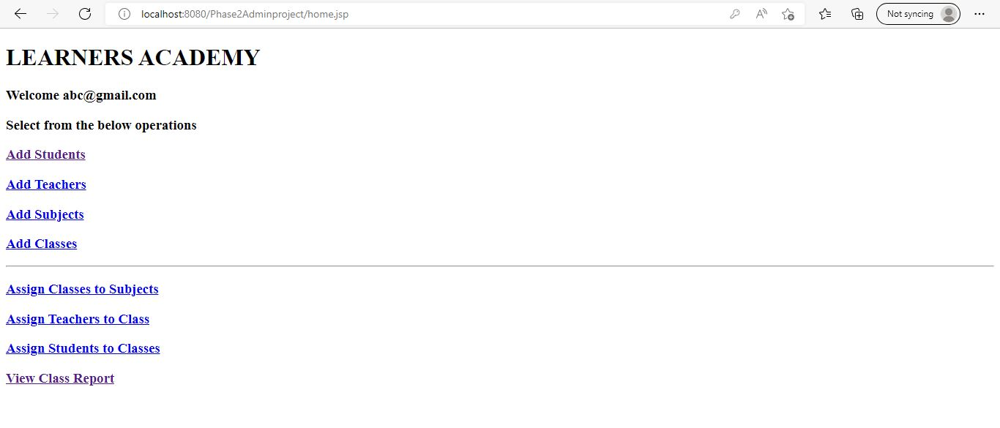 localhost:8080/Phase2Adminproject/home.jsp
Not syncing
LEARNERS ACADEMY
Welcome abc@gmail.com
Select from the below operations
Add Students
Add Teachers
Add Subjects
Add Classes
Assign Classes to Subjects
Assign Teachers to Class
Assign Students to Classes
View Class Report